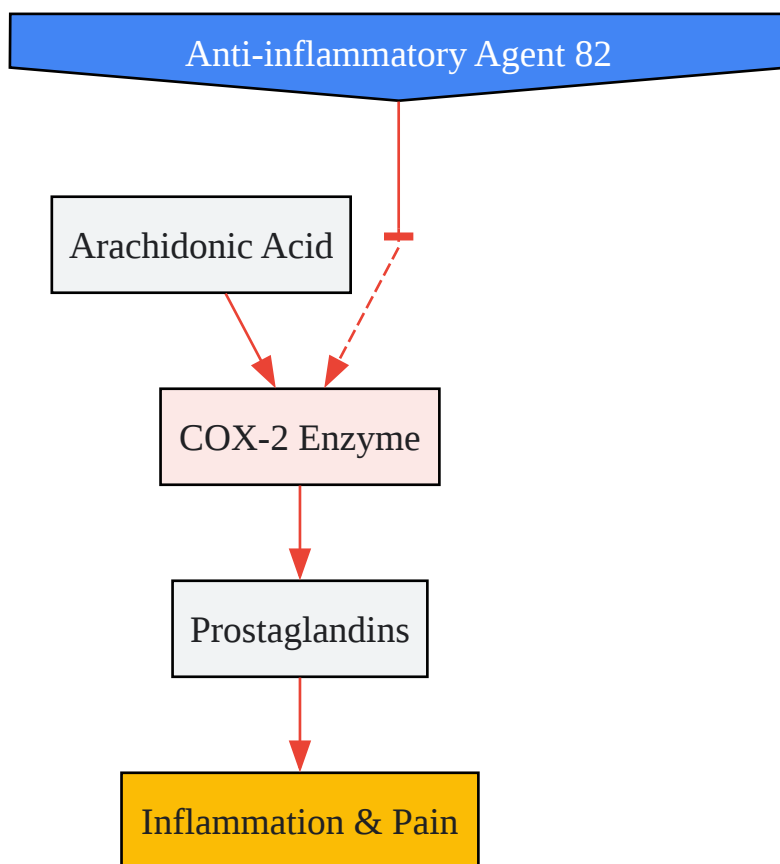 Anti-inflammatory Agent 82
Arachidonic Acid
COX-2 Enzyme
Prostaglandins
Inflammation & Pain